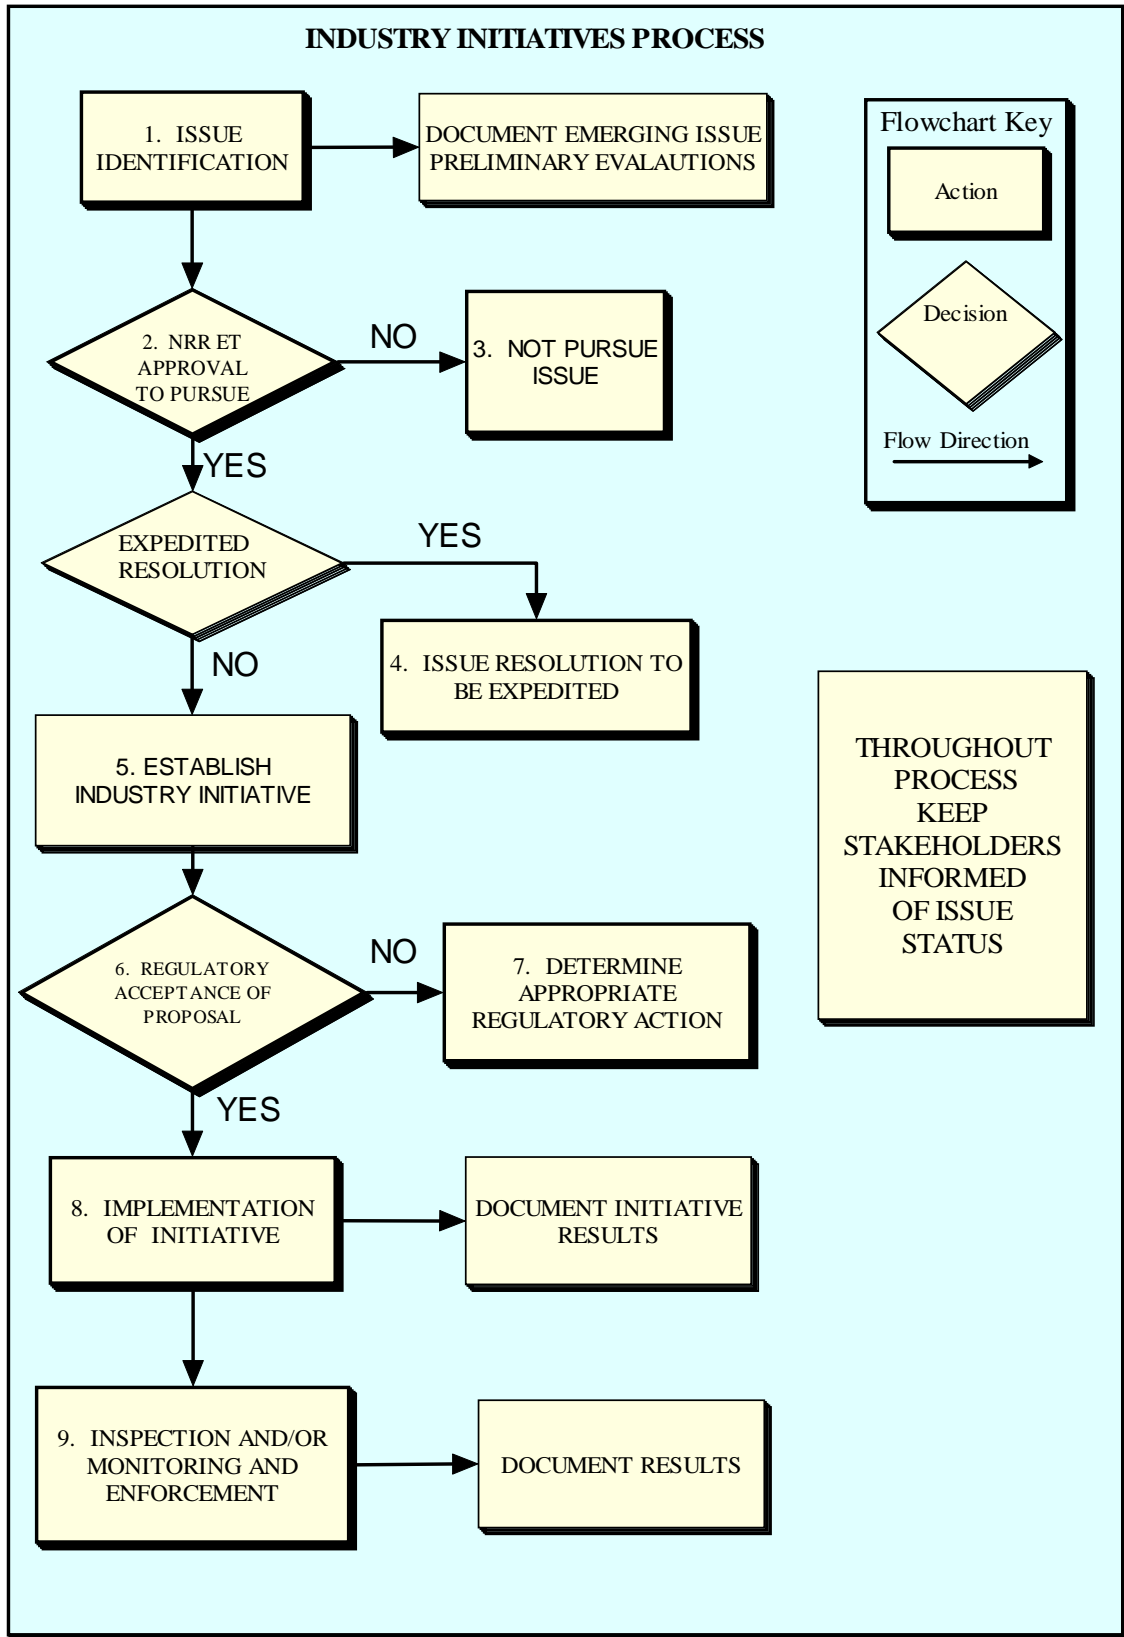 INDUSTRY INITIATIVES PROCESS
1. ISSUE
IDENTIFICATION
DOCUMENT EMERGING ISSUE
PRELIMINARY EVALAUTIONS
Flowchart Key
Action
Decision
Flow Direction
2. NRR ET
APPROVAL
TO PURSUE
NO
3. NOT PURSUE
ISSUE
YES
EXPEDITED
RESOLUTION
YES
4. ISSUE RESOLUTION TO
BE EXPEDITED
NO
5. ESTABLISH
INDUSTRY INITIATIVE
THROUGHOUT
PROCESS
KEEP
STAKEHOLDERS
INFORMED
OF ISSUE
STATUS
6. REGULATORY
ACCEPTANCE OF
PROPOSAL
NO
7. DETERMINE
APPROPRIATE
REGULATORY ACTION
YES
8. IMPLEMENTATION
OF INITIATIVE
DOCUMENT INITIATIVE
RESULTS
9. INSPECTION AND/OR
MONITORING AND
ENFORCEMENT
DOCUMENT RESULTS